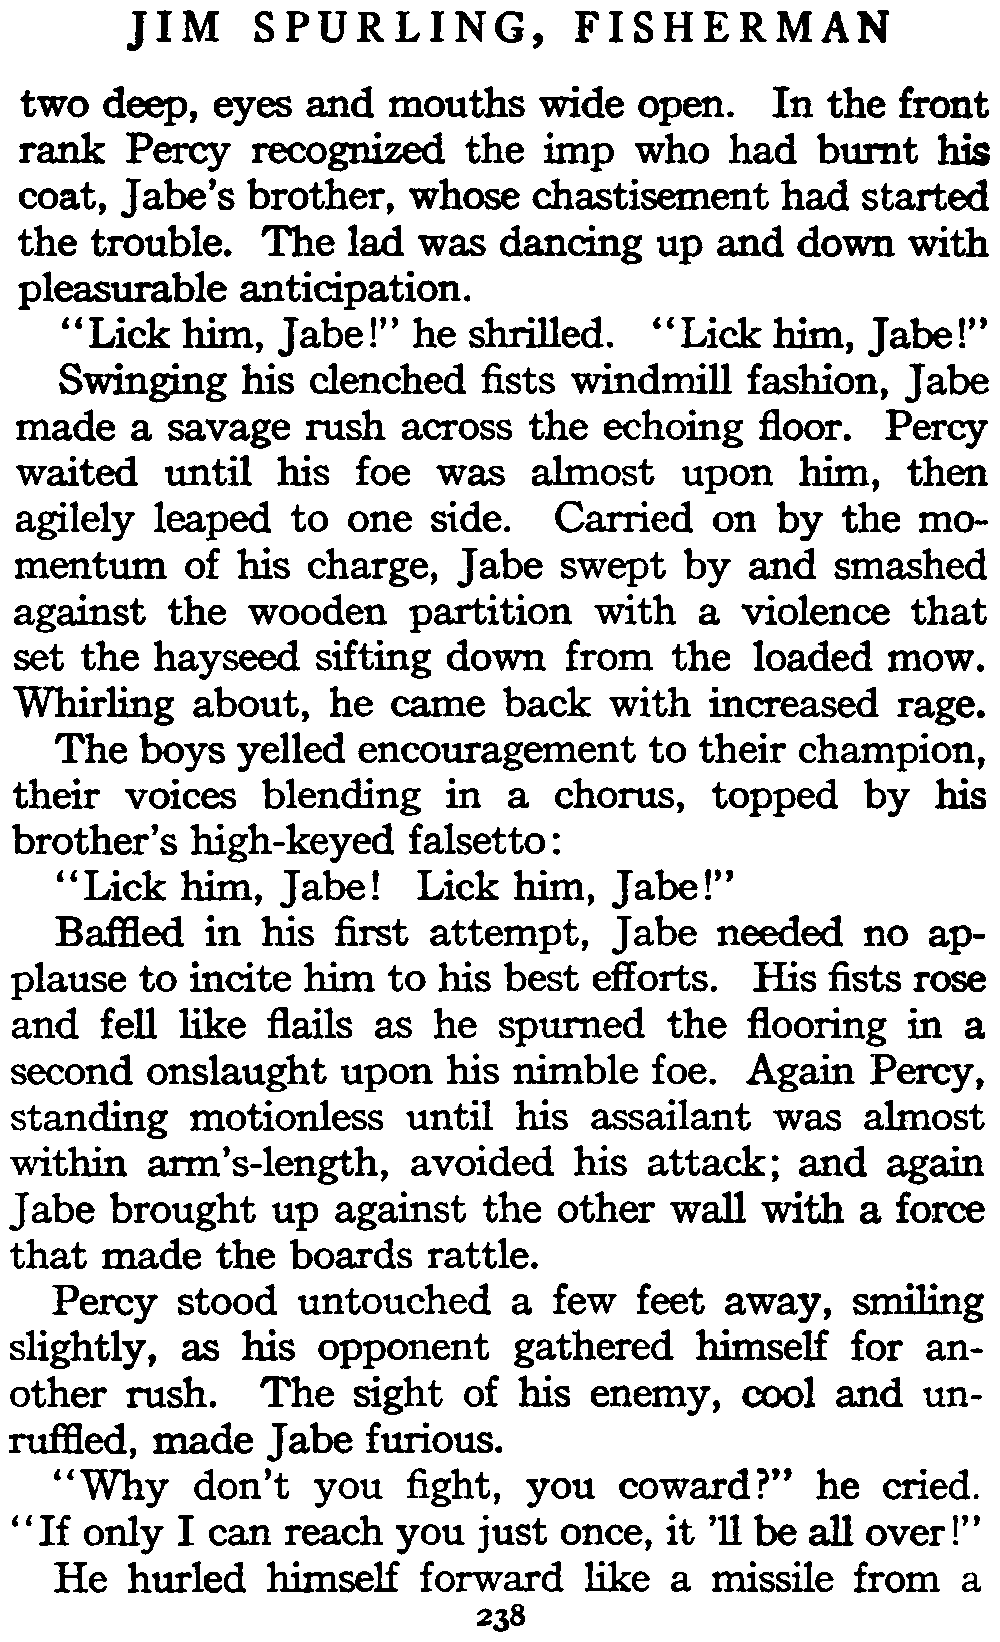 JIM SPURLING, FISHERMAN
two deep, eyes and mouths wide open. In the front
rank Percy recognized the imp who had burnt his
coat, Jabe's brother, whose chastisement had started
the trouble. The lad was dancing up and down with
pleasurable anticipation.
"Lick him, Jabe!" he shrilled. "Lick him, Jabe!"
Swinging his clenched fists windmill fashion, Jabe
made a savage rush across the echoing floor. Percy
waited until his foe was almost upon him, then
agilely leaped to one side. Carried on by the mo-
mentum of his charge, Jabe swept by and smashed
against the wooden partition with a violence that
set the hayseed sifting down from the loaded mow.
Whirling about, he came back with increased rage.
The boys yelled encouragement to their champion,
their voices blending in a chorus, topped by his
brother's high-keyed falsetto:
"Lick him, Jabe! Lick him, Jabe!"
Baffled in his first attempt, Jabe needed no ap-
plause to incite him to his best efforts. His fists rose
and fell like flails as he spurned the flooring in a
second onslaught upon his nimble foe. Again Percy,
standing motionless until his assailant was almost
within arm's-length, avoided his attack; and again
Jabe brought up against the other wall with a force
that made the boards rattle.
Percy stood untouched a few feet away, smiling
slightly, as his opponent gathered himself for an-
other rush. The sight of his enemy, cool and un-
ruffled, made Jabe furious.
"Why don't you fight, you coward?" he cried.
"If only I can reach you just once, it 'll be all over!"
He hurled himself forward like a missile from a
238